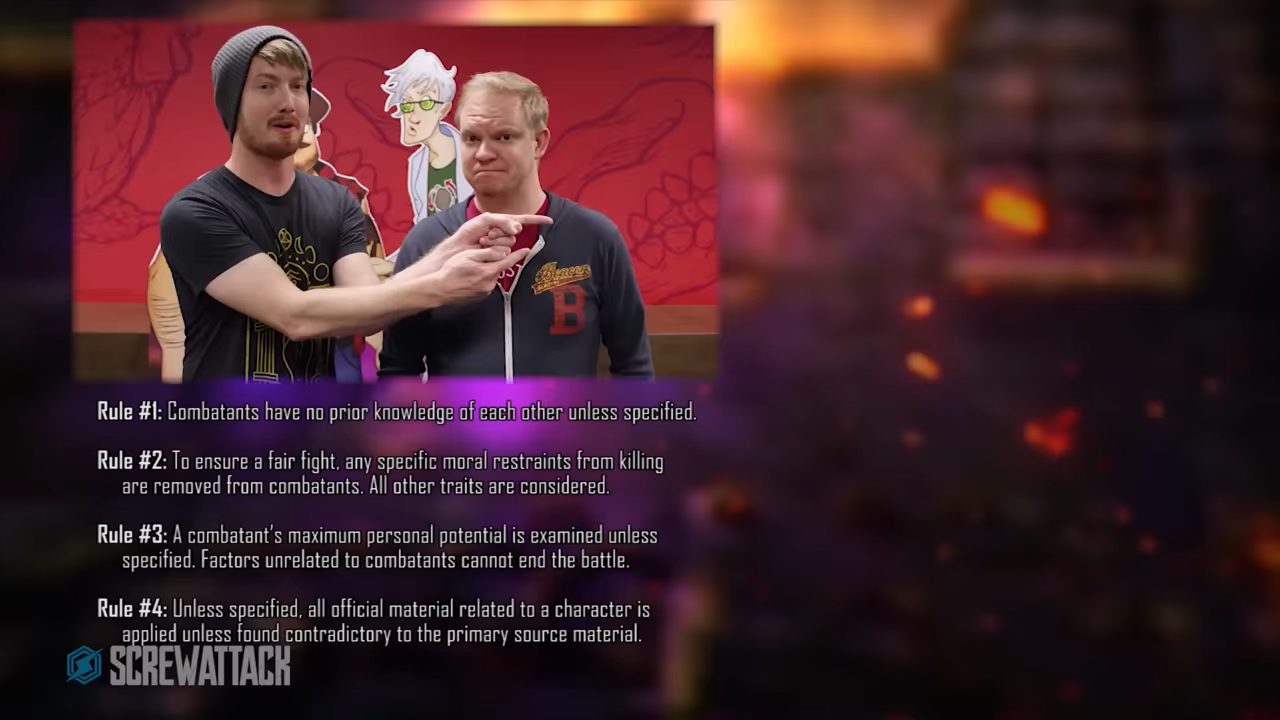 Beacon
B
Rule #1: Combatants have no prior knowledge of each other unless specified.
Rule #2: To ensure a fair fight, any specific moral restraints from killing
are removed from combatants. All other traits are considered.
Rule #3: A combatant's maximum personal potential is examined unless
specified. Factors unrelated to combatants cannot end the battle.
Rule #4: Unless specified, all official material related to a character is
applied unless found contradictory to the primary source material.
SCREWATTACK